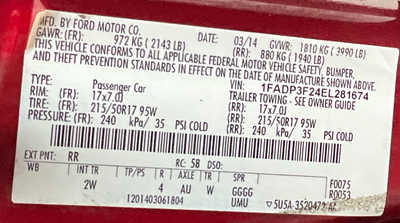 MFD. BY FORD MOTOR CO.
03/14 GVWR: 1810 KG ( 3990 LB)
GAWR: (FR): 972 KG ( 2143 LB) (RR): 880 KG ( 1940 LB)
THIS VEHICLE CONFORMS TO ALL APPLICABLE FEDERAL MOTOR VEHICLE SAFETY, BUMPER,
AND THEFT PREVENTION STANDARDS IN EFFECT ON THE DATE OF MANUFACTURE SHOWN ABOVE.
VIN: 1FADP3F24EL281674
TYPE: Passenger Car TRAILER TOWING - SEE OWNER GUIDE
RIM: (FR): 17x7.0J (RR): 17x7.0J
TIRE: (FR): 215/50R17 95W (RR): 215/50R17 95W
PRESSURE: (FR): 240 kPa/ 35 PSI COLD (RR): 240 kPa/ 35 PSI COLD
EXT PNT: RR RC: 58 DSO: F0075
WB INT TR TP/PS R AXLE TR SPR R0053
2W 4 AU W GGGG
1201403061804 UMU